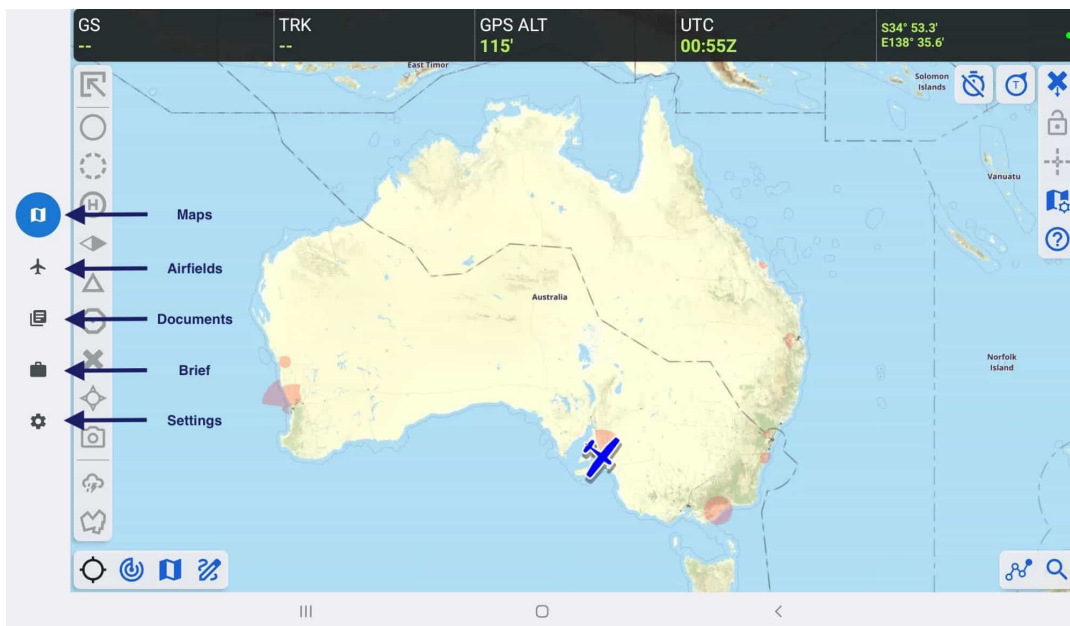 GS
--
TRK
--
GPS ALT
115'
UTC
00:55Z
S34° 53.3'
E138° 35.6'
East Timor
Solomon
Islands
T
H
Vanuatu
Maps
Airfields
Australia
Documents
Norfolk
Island
Brief
Settings